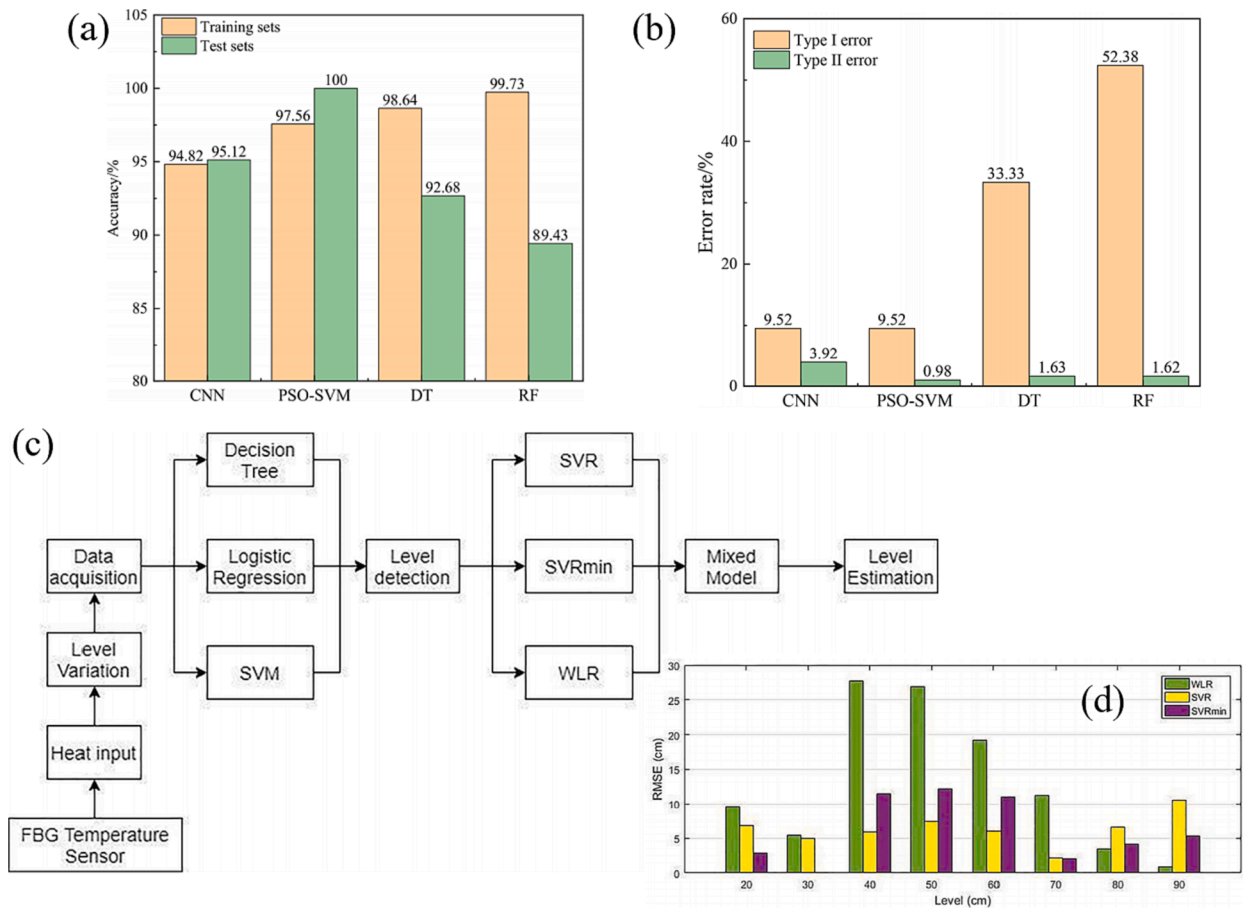 (a)
Training sets
Test sets
Accuracy/%
105
100
95
90
85
80
94.82
95.12
97.56
100
98.64
92.68
99.73
89.43
CNN
PSO-SVM
DT
RF
(b)
Type I error
Type II error
Error rate/%
60
40
20
0
9.52
3.92
9.52
0.98
33.33
1.63
52.38
1.62
CNN
PSO-SVM
DT
RF
(c)
FBG Temperature
Sensor
Heat input
Level
Variation
Data
acquisition
Decision
Tree
Logistic
Regression
SVM
Level
detection
SVR
SVRmin
WLR
Mixed
Model
Level
Estimation
(d)
WLR
SVR
SVRmin
RMSE (cm)
30
25
20
15
10
5
0
20
30
40
50
60
70
80
90
Level (cm)